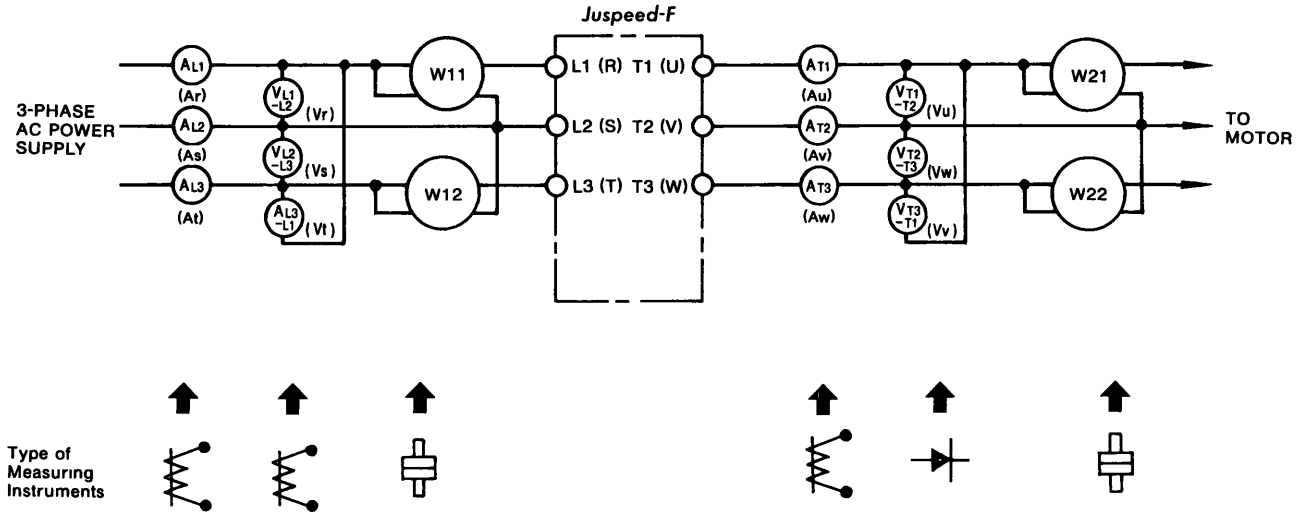 Juspeed-F
AL1
(Ar)
VL1
-L2
(Vr)
W11
L1 (R) T1 (U)
AT1
(Au)
VT1
-T2
(Vu)
W21
3-PHASE
AC POWER
SUPPLY
AL2
(As)
L2 (S) T2 (V)
AT2
(Av)
TO
MOTOR
VL2
-L3
(Vs)
VT2
-T3
(Vw)
AL3
(At)
W12
L3 (T) T3 (W)
AT3
(Aw)
W22
AL3
-L1
(Vt)
VT3
-T1
(Vv)
Type of
Measuring
Instruments